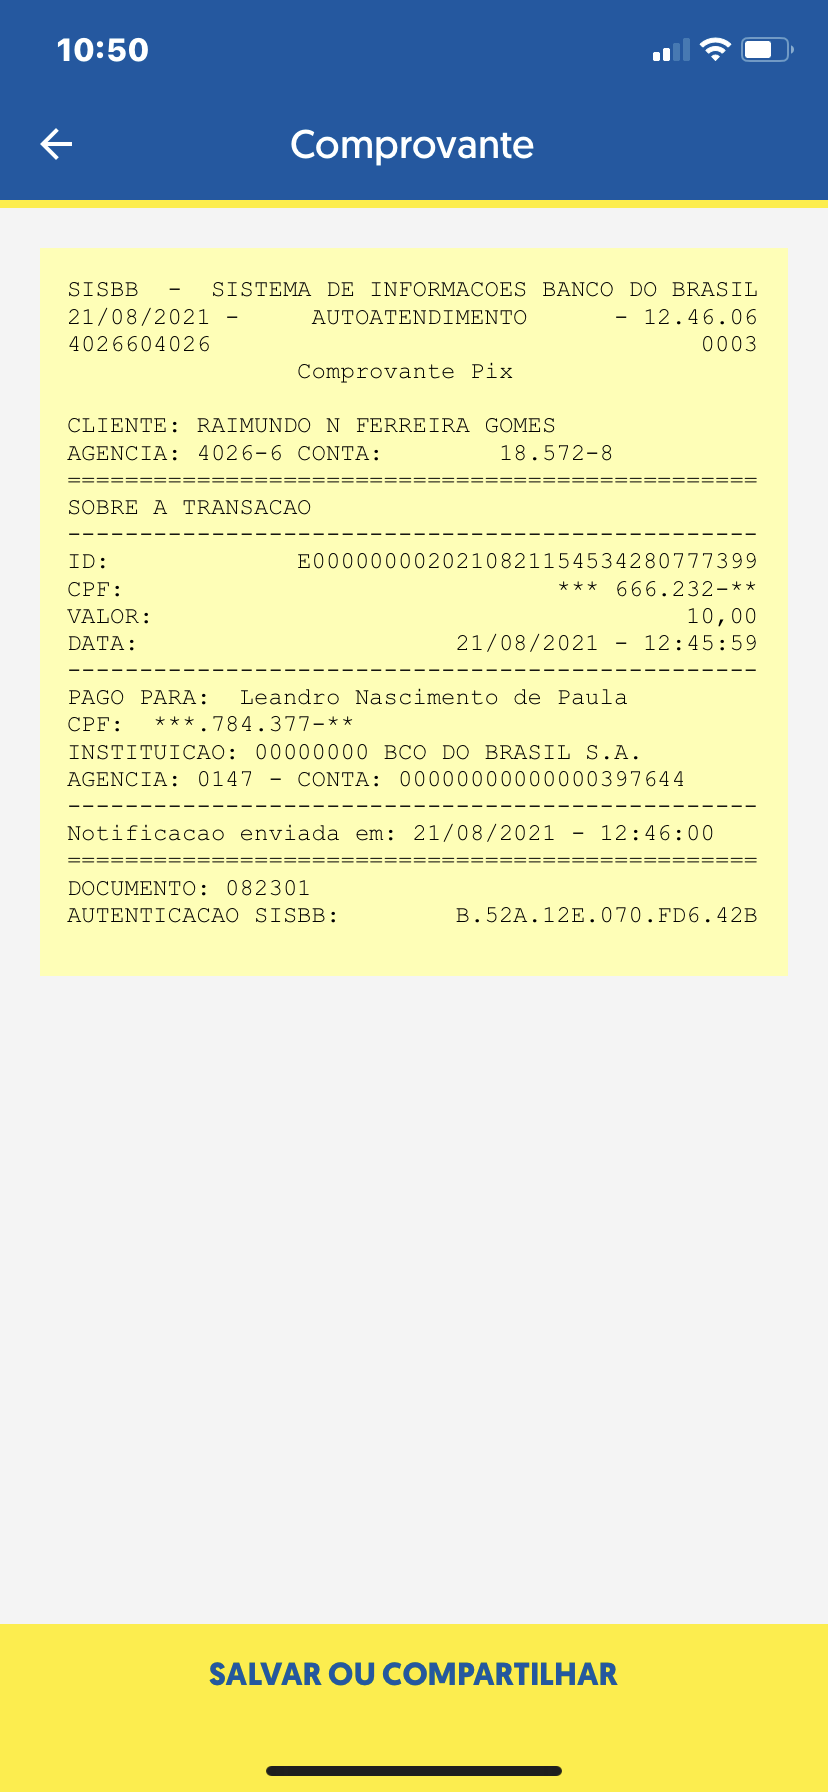 10:50
Comprovante
SISBB - SISTEMA DE INFORMACOES BANCO DO BRASIL
21/08/2021 - AUTOATENDIMENTO - 12.46.06
4026604026 0003
Comprovante Pix
CLIENTE: RAIMUNDO N FERREIRA GOMES
AGENCIA: 4026-6 CONTA: 18.572-8
================================================
SOBRE A TRANSACAO
------------------------------------------------
ID: E0000000020210821154534280777399
CPF: *** 666.232-**
VALOR: 10,00
DATA: 21/08/2021 - 12:45:59
------------------------------------------------
PAGO PARA: Leandro Nascimento de Paula
CPF: ***.784.377-**
INSTITUICAO: 00000000 BCO DO BRASIL S.A.
AGENCIA: 0147 - CONTA: 00000000000000397644
------------------------------------------------
Notificacao enviada em: 21/08/2021 - 12:46:00
================================================
DOCUMENTO: 082301
AUTENTICACAO SISBB: B.52A.12E.070.FD6.42B
SALVAR OU COMPARTILHAR